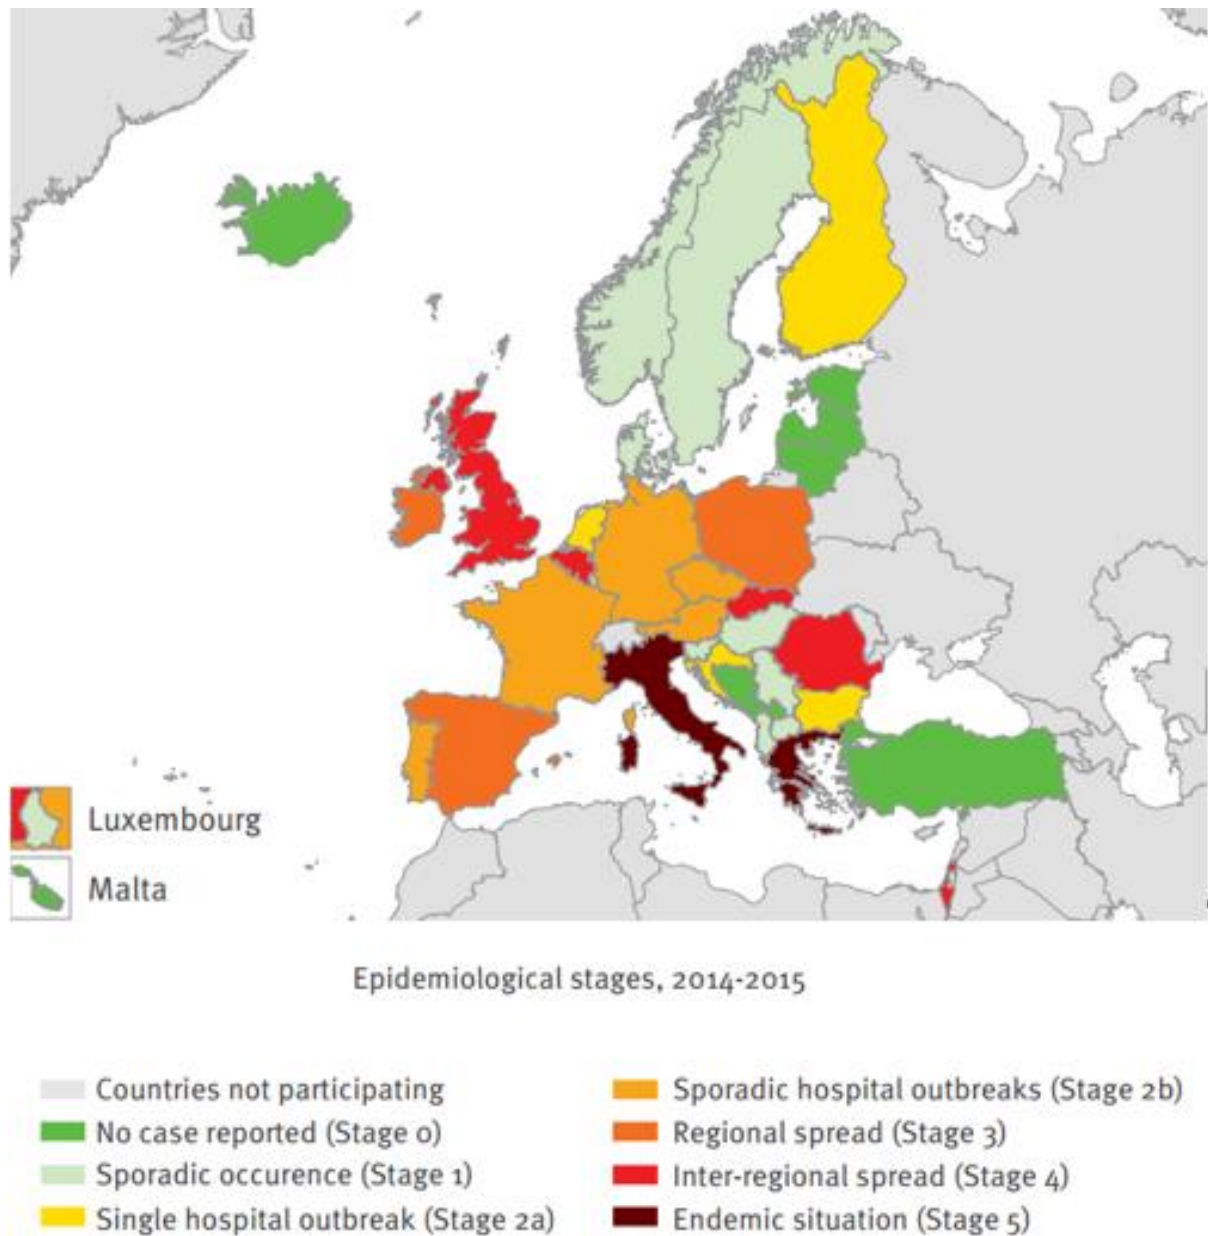 Luxembourg
Malta
Epidemiological stages, 2014-2015
Countries not participating
No case reported (Stage 0)
Sporadic occurence (Stage 1)
Single hospital outbreak (Stage 2a)
Sporadic hospital outbreaks (Stage 2b)
Regional spread (Stage 3)
Inter-regional spread (Stage 4)
Endemic situation (Stage 5)